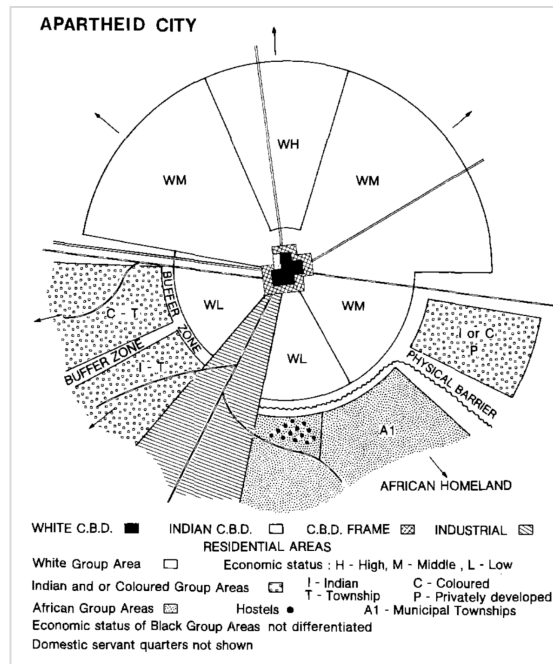 APARTHEID CITY
WH
WM
WM
WL
WM
WL
C - T
BUFFER
ZONE
BUFFER ZONE
I - T
I or C
P
PHYSICAL BARRIER
A1
AFRICAN HOMELAND
WHITE C.B.D. INDIAN C.B.D. C.B.D. FRAME INDUSTRIAL
RESIDENTIAL AREAS
White Group Area Economic status : H - High, M - Middle , L - Low
Indian and or Coloured Group Areas I - Indian C - Coloured
T - Township P - Privately developed
African Group Areas Hostels A1 - Municipal Townships
Economic status of Black Group Areas not differentiated
Domestic servant quarters not shown